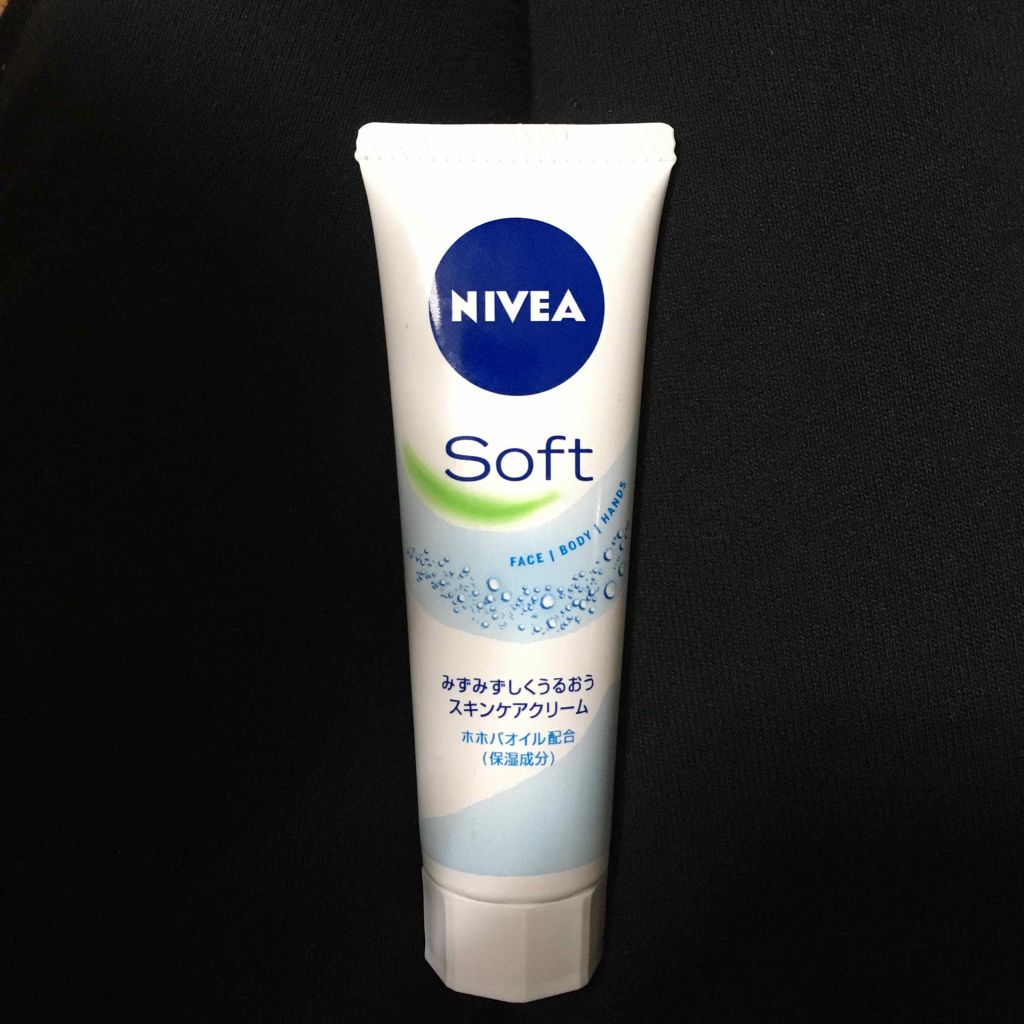 NIVEA
Soft
FACE | BODY | HANDS
みずみずしくうるおう
スキンケアクリーム
ホホバオイル配合
(保湿成分)